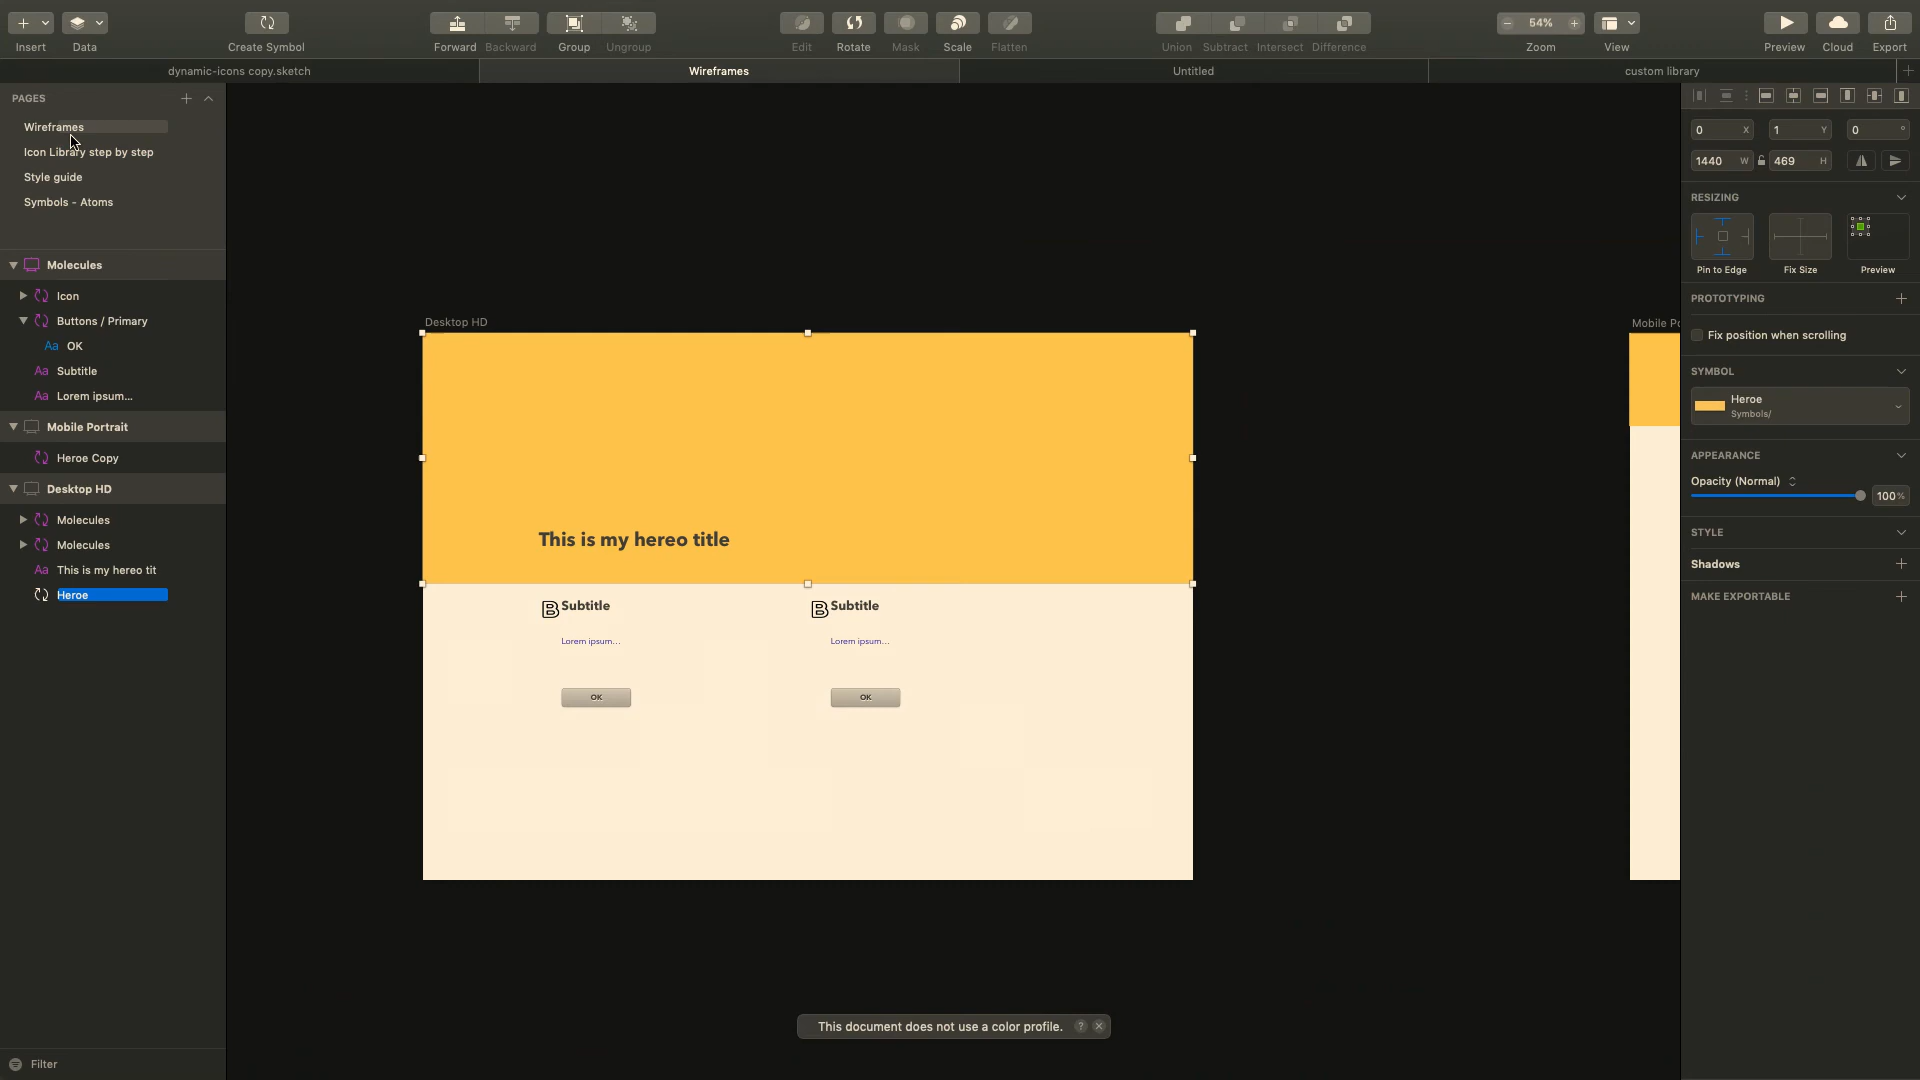 Insert
Data
Create Symbol
Forward
Backward
Group
Ungroup
Edit
Rotate
Mask
Scale
Flatten
Union
Subtract
Intersect
Difference
54%
Zoom
View
Preview
Cloud
Export
dynamic-icons copy.sketch
Wireframes
Untitled
custom library
PAGES
Wireframes
Icon Library step by step
Style guide
Symbols - Atoms
Molecules
Icon
Buttons / Primary
Aa OK
Aa Subtitle
Aa Lorem ipsum...
Mobile Portrait
Heroe Copy
Desktop HD
Molecules
Molecules
Aa This is my hereo tit
Heroe
Filter
Desktop HD
This is my hereo title
B Subtitle
Lorem ipsum...
OK
B Subtitle
Lorem ipsum...
OK
Mobile Po
This document does not use a color profile. ?
0 X
1 Y
0 °
1440 W
469 H
RESIZING
Pin to Edge
Fix Size
Preview
PROTOTYPING
Fix position when scrolling
SYMBOL
Heroe
Symbols/
APPEARANCE
Opacity (Normal)
100%
STYLE
Shadows
MAKE EXPORTABLE